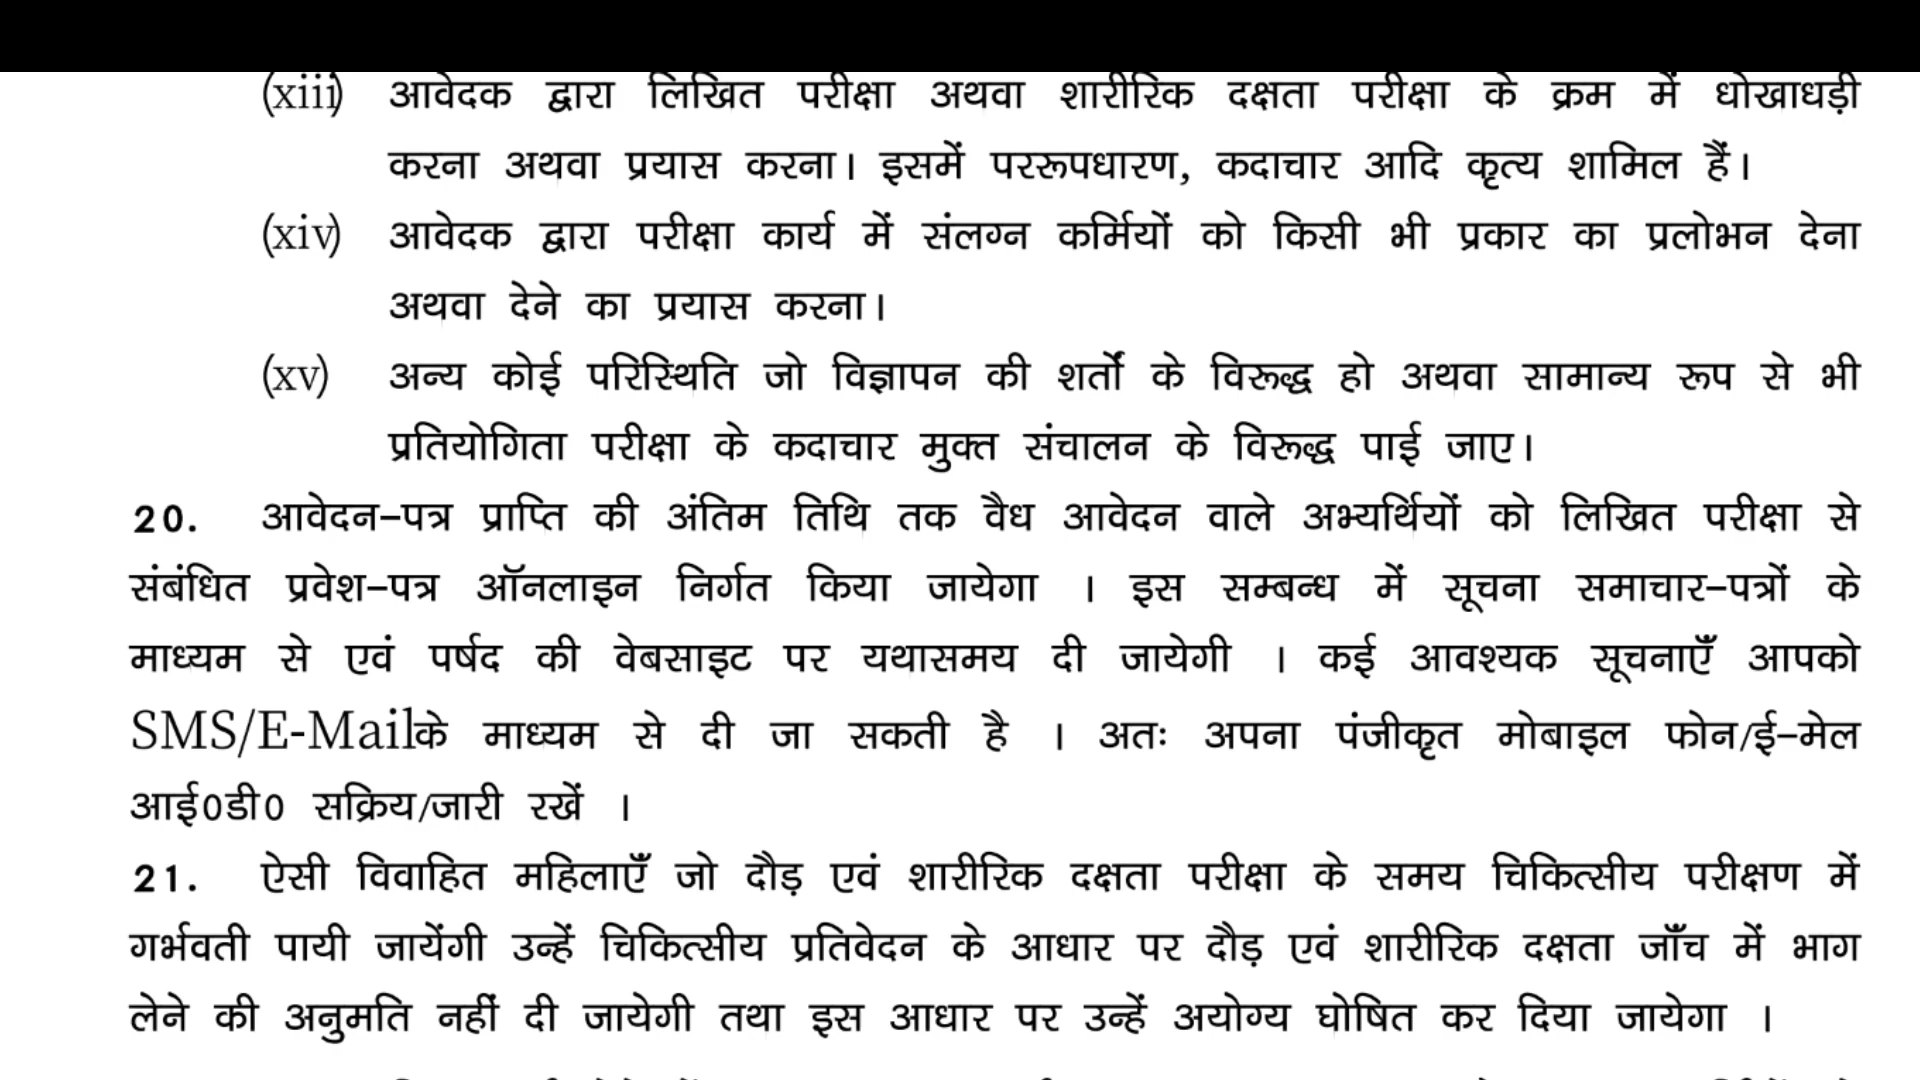 (xiii) आवेदक द्वारा लिखित परीक्षा अथवा शारीरिक दक्षता परीक्षा के क्रम में धोखाधड़ी
करना अथवा प्रयास करना। इसमें पररूपधारण, कदाचार आदि कृत्य शामिल हैं।
(xiv) आवेदक द्वारा परीक्षा कार्य में संलग्न कर्मियों को किसी भी प्रकार का प्रलोभन देना
अथवा देने का प्रयास करना।
(xv) अन्य कोई परिस्थिति जो विज्ञापन की शर्तों के विरूद्ध हो अथवा सामान्य रूप से भी
प्रतियोगिता परीक्षा के कदाचार मुक्त संचालन के विरूद्ध पाई जाए।
20. आवेदन-पत्र प्राप्ति की अंतिम तिथि तक वैध आवेदन वाले अभ्यर्थियों को लिखित परीक्षा से
संबंधित प्रवेश-पत्र ऑनलाइन निर्गत किया जायेगा । इस सम्बन्ध में सूचना समाचार-पत्रों के
माध्यम से एवं पर्षद की वेबसाइट पर यथासमय दी जायेगी । कई आवश्यक सूचनाएँ आपको
SMS/E-Mailके माध्यम से दी जा सकती है । अतः अपना पंजीकृत मोबाइल फोन/ई-मेल
आई0डी0 सक्रिय/जारी रखें ।
21. ऐसी विवाहित महिलाएँ जो दौड़ एवं शारीरिक दक्षता परीक्षा के समय चिकित्सीय परीक्षण में
गर्भवती पायी जायेंगी उन्हें चिकित्सीय प्रतिवेदन के आधार पर दौड़ एवं शारीरिक दक्षता जाँच में भाग
लेने की अनुमति नहीं दी जायेगी तथा इस आधार पर उन्हें अयोग्य घोषित कर दिया जायेगा ।